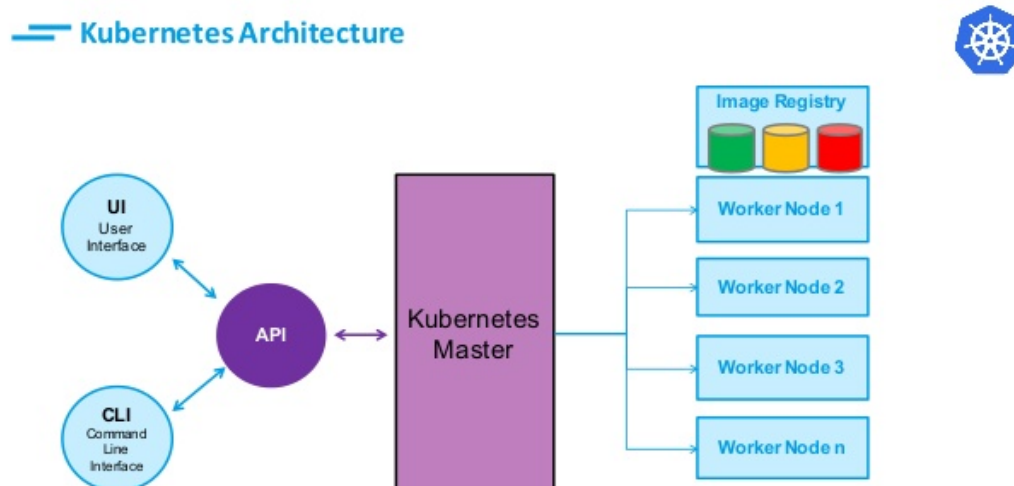 Kubernetes Architecture
Image Registry
UI
User
Interface
Worker Node 1
Worker Node 2
API
Kubernetes
Master
Worker Node 3
CLI
Command
Line
Interface
Worker Node n